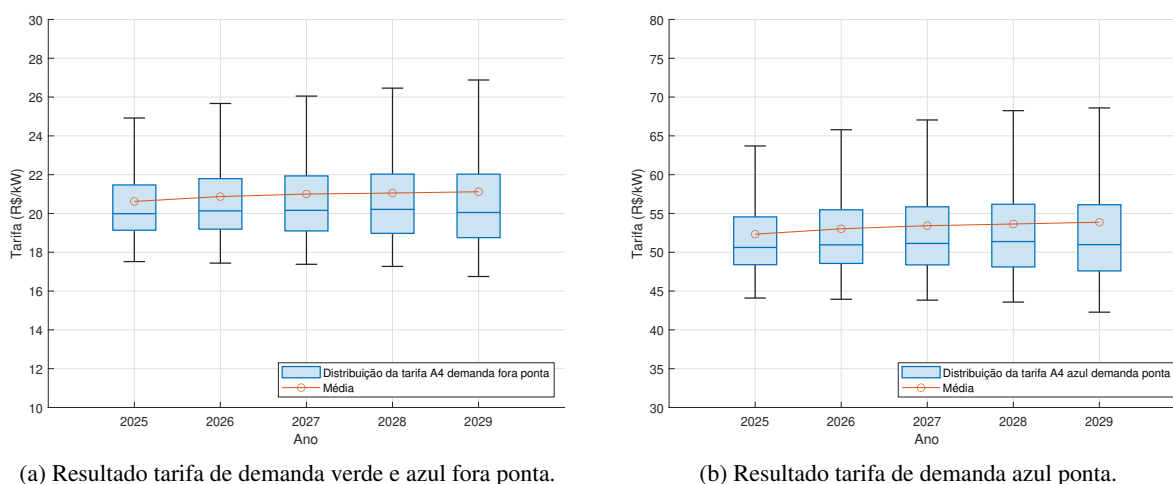 30
28
26
24
22
20
18
16
14
12
10
Tarifa (R$/kW)
2025 2026 2027 2028 2029
Ano
Distribuição da tarifa A4 demanda fora ponta
Média
(a) Resultado tarifa de demanda verde e azul fora ponta.
80
75
70
65
60
55
50
45
40
35
30
Tarifa (R$/kW)
2025 2026 2027 2028 2029
Ano
Distribuição da tarifa A4 azul demanda ponta
Média
(b) Resultado tarifa de demanda azul ponta.